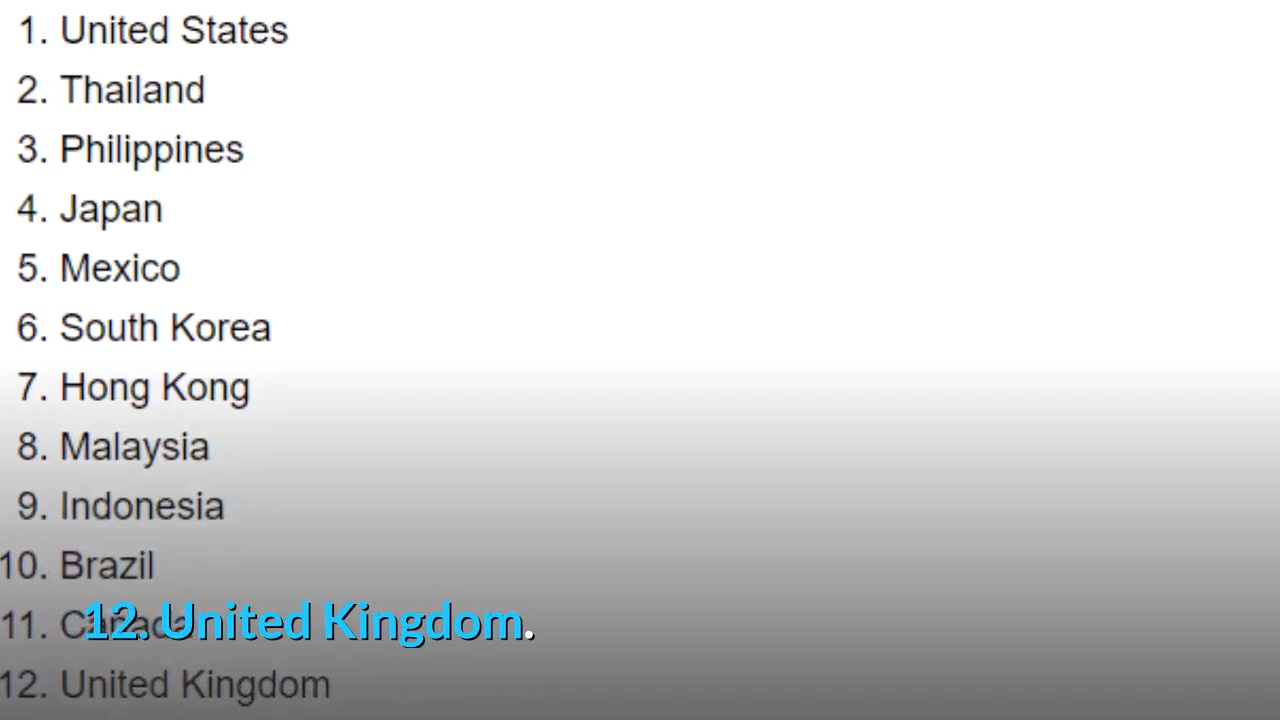 1. United States
2. Thailand
3. Philippines
4. Japan
5. Mexico
6. South Korea
7. Hong Kong
8. Malaysia
9. Indonesia
10. Brazil
11. Canada
12. United Kingdom.
12. United Kingdom